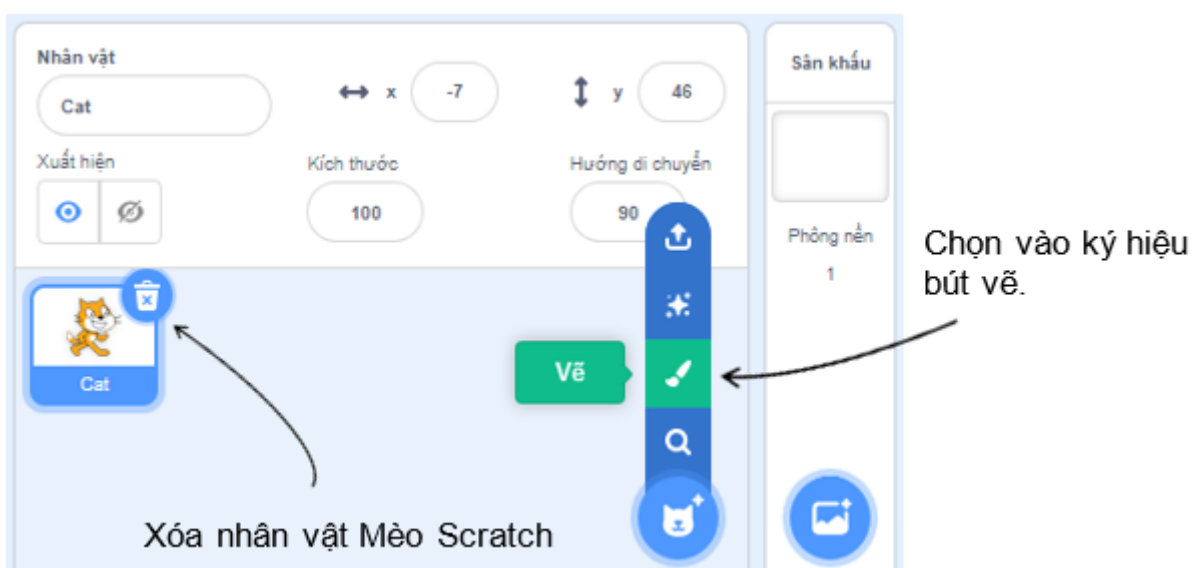 Nhân vật
Cat
x -7
y 46
Sân khấu
Xuất hiện
Kích thước
Hướng di chuyển
100
90
Phông nền
1
Chọn vào ký hiệu
bút vẽ.
Cat
Vẽ
Xóa nhân vật Mèo Scratch